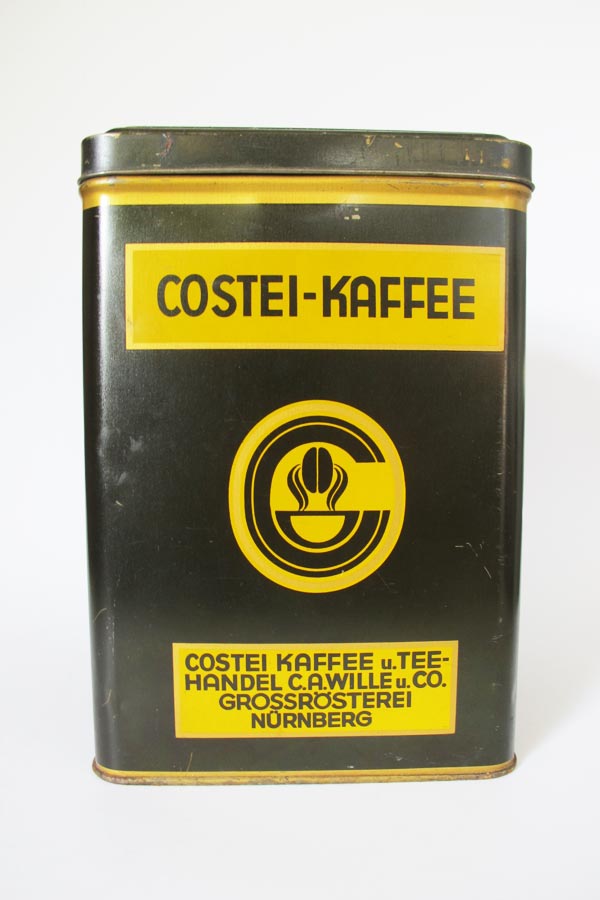 COSTEI-KAFFEE
COSTEI KAFFEE u.TEE-
HANDEL C.A.WILLE u.CO.
GROSSRÖSTEREI
NÜRNBERG